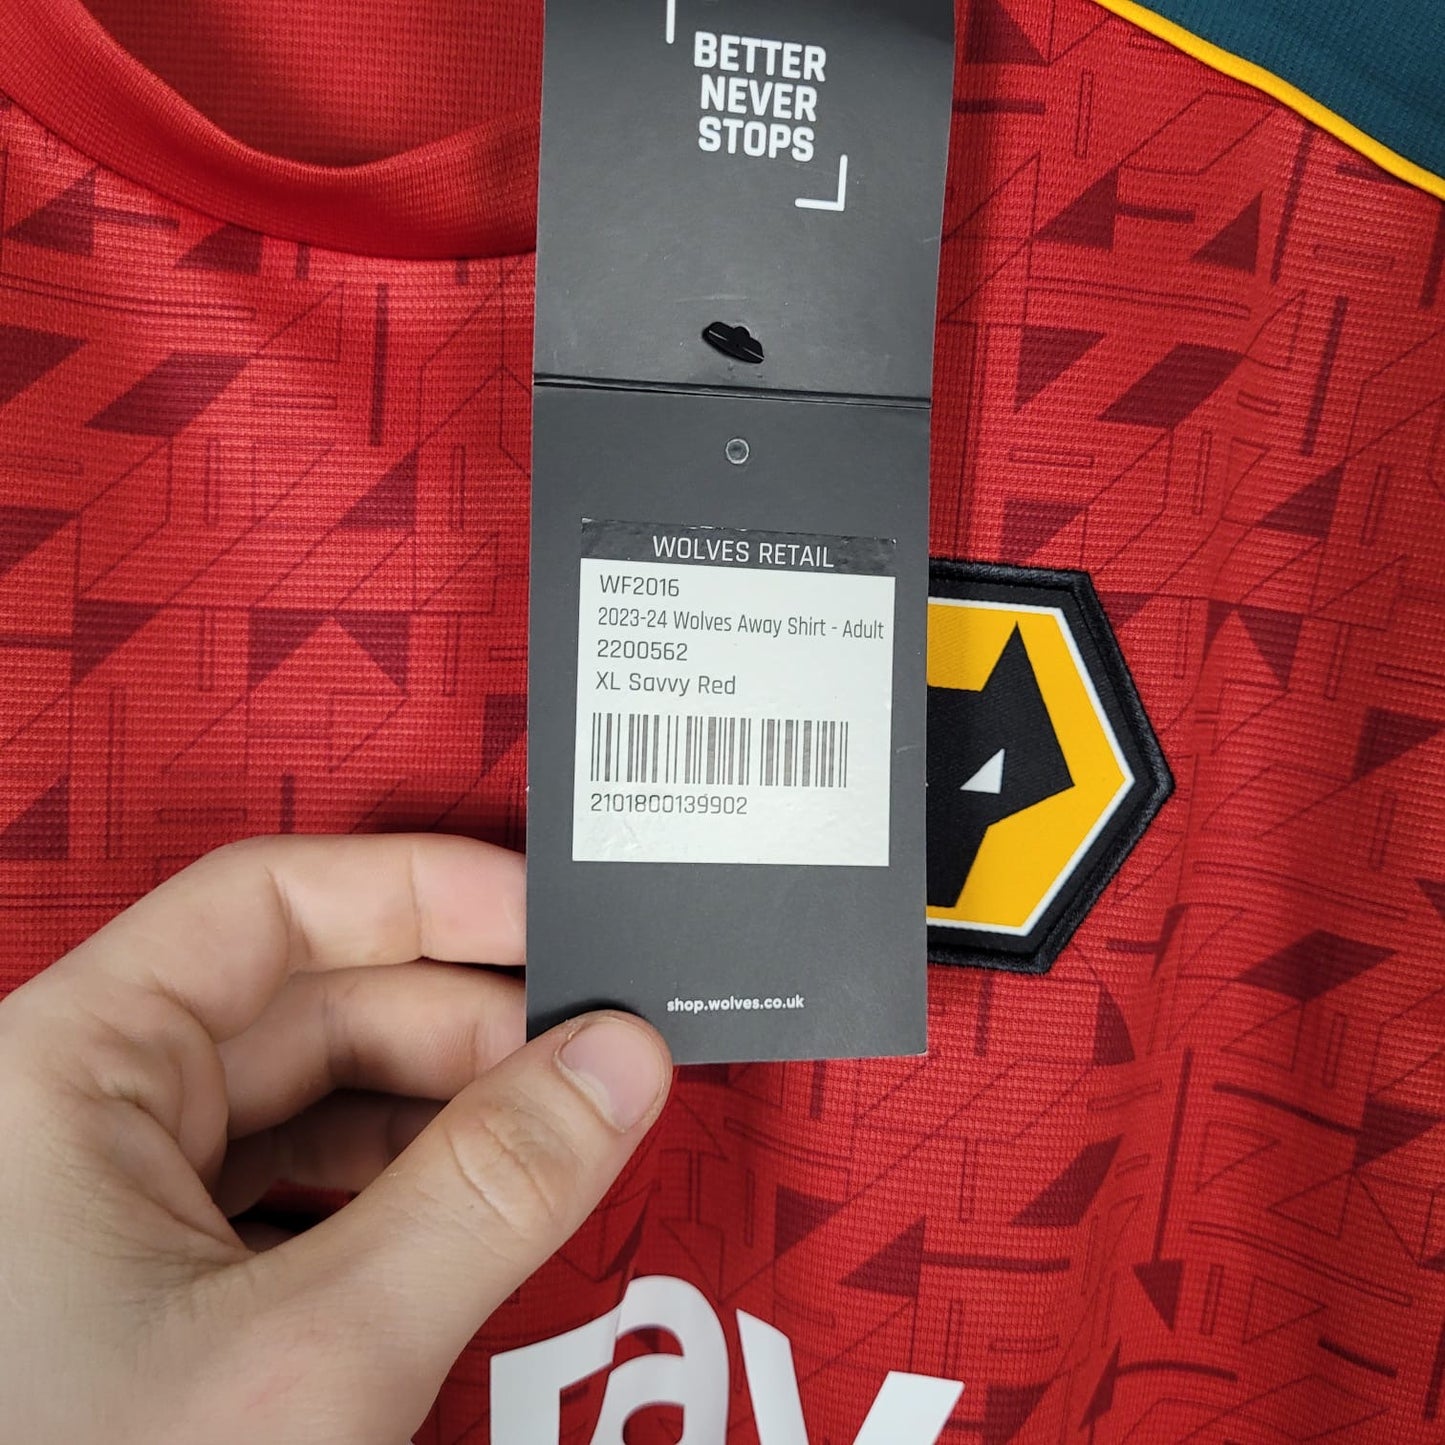 BETTER
NEVER
STOPS
WOLVES RETAIL
WF2016
2023-24 Wolves Away Shirt - Adult
2200562
XL Savvy Red
2101800139902
shop.wolves.co.uk